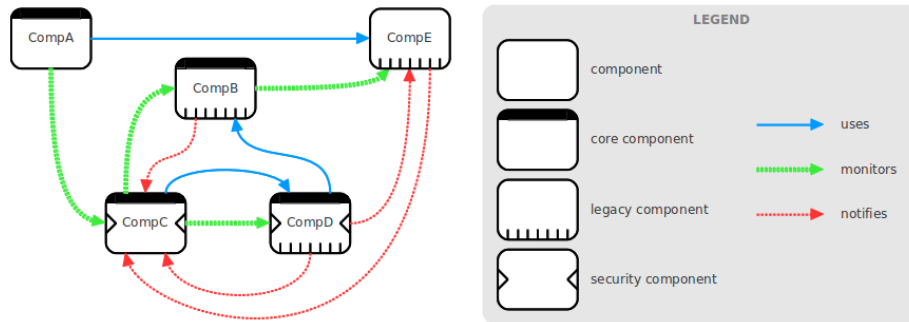 CompA
CompE
CompB
CompC
CompD
LEGEND
component
core component
legacy component
security component
uses
monitors
notifies